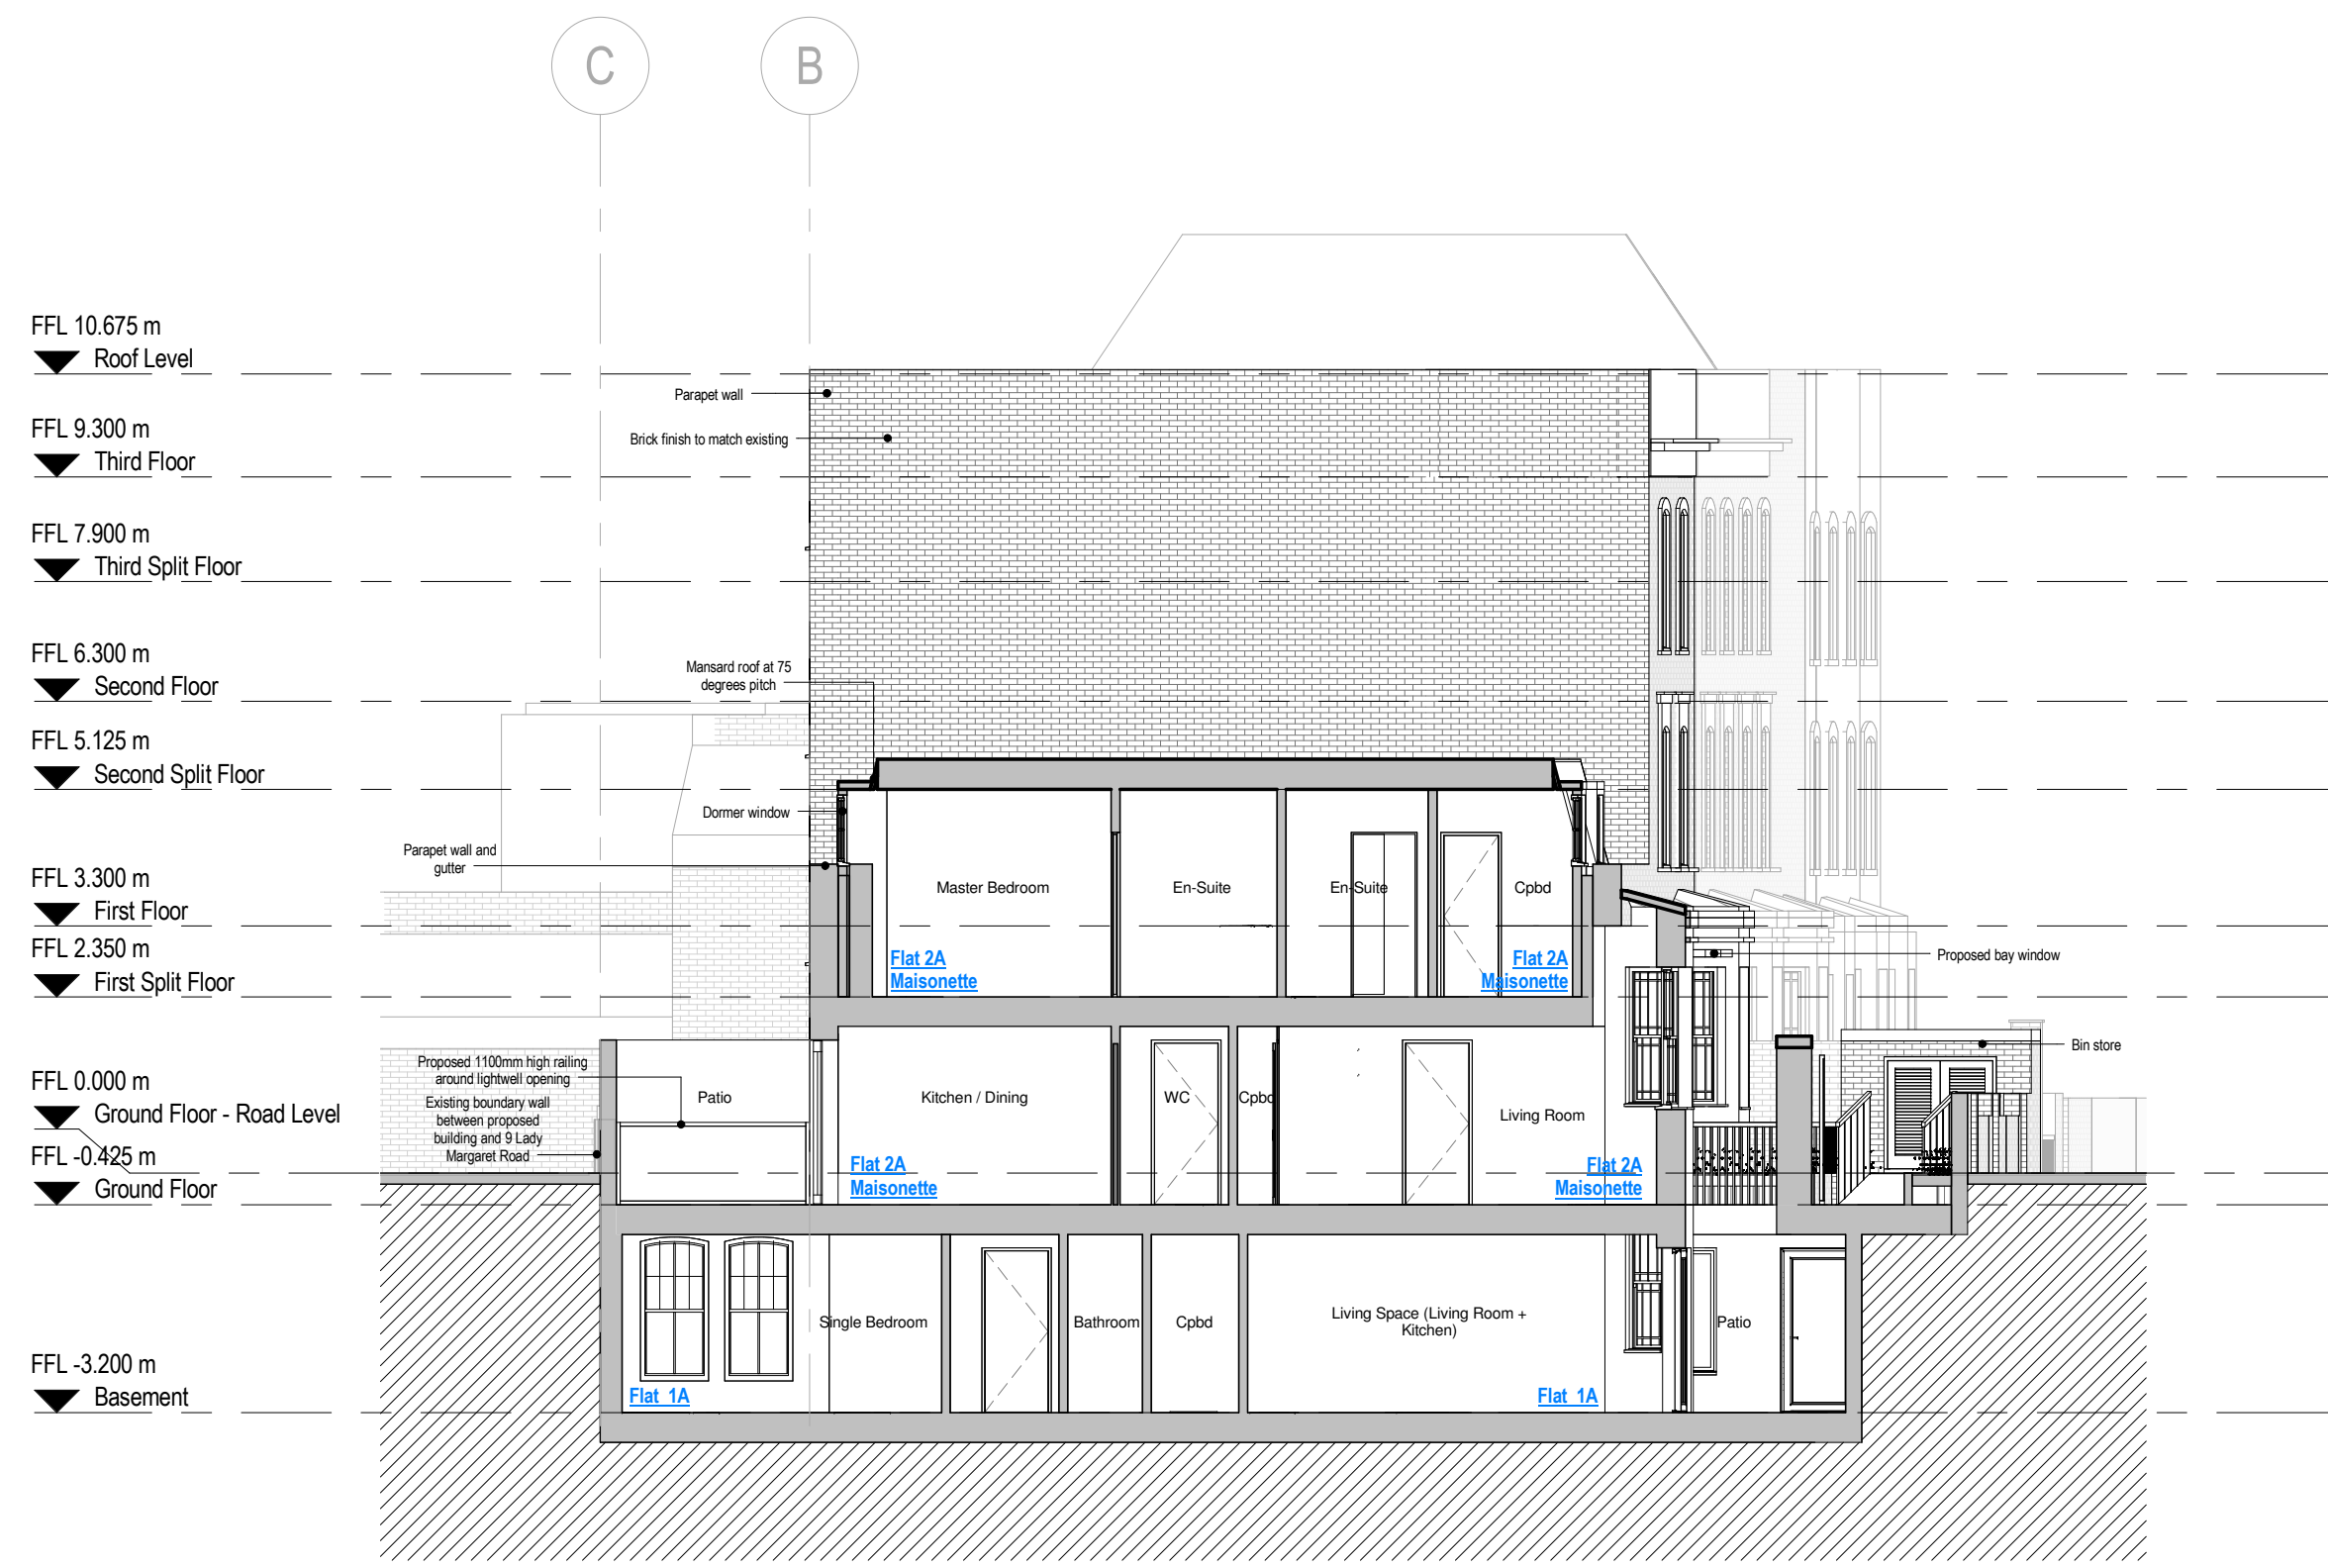 C
B
FFL 10.675 m
Roof Level
FFL 9.300 m
Third Floor
FFL 7.900 m
Third Split Floor
FFL 6.300 m
Second Floor
FFL 5.125 m
Second Split Floor
FFL 3.300 m
First Floor
FFL 2.350 m
First Split Floor
FFL 0.000 m
Ground Floor - Road Level
FFL -0.425 m
Ground Floor
FFL -3.200 m
Basement
Parapet wall
Brick finish to match existing
Mansard roof at 75
degrees pitch
Dormer window
Parapet wall and
gutter
Master Bedroom
En-Suite
En-Suite
Cpbd
Flat 2A
Maisonette
Flat 2A
Maisonette
Proposed bay window
Bin store
Proposed 1100mm high railing
around lightwell opening
Existing boundary wall
between proposed
building and 9 Lady
Margaret Road
Patio
Kitchen / Dining
WC
Cpbd
Living Room
Flat 2A
Maisonette
Flat 2A
Maisonette
Single Bedroom
Bathroom
Cpbd
Living Space (Living Room +
Kitchen)
Patio
Flat 1A
Flat 1A